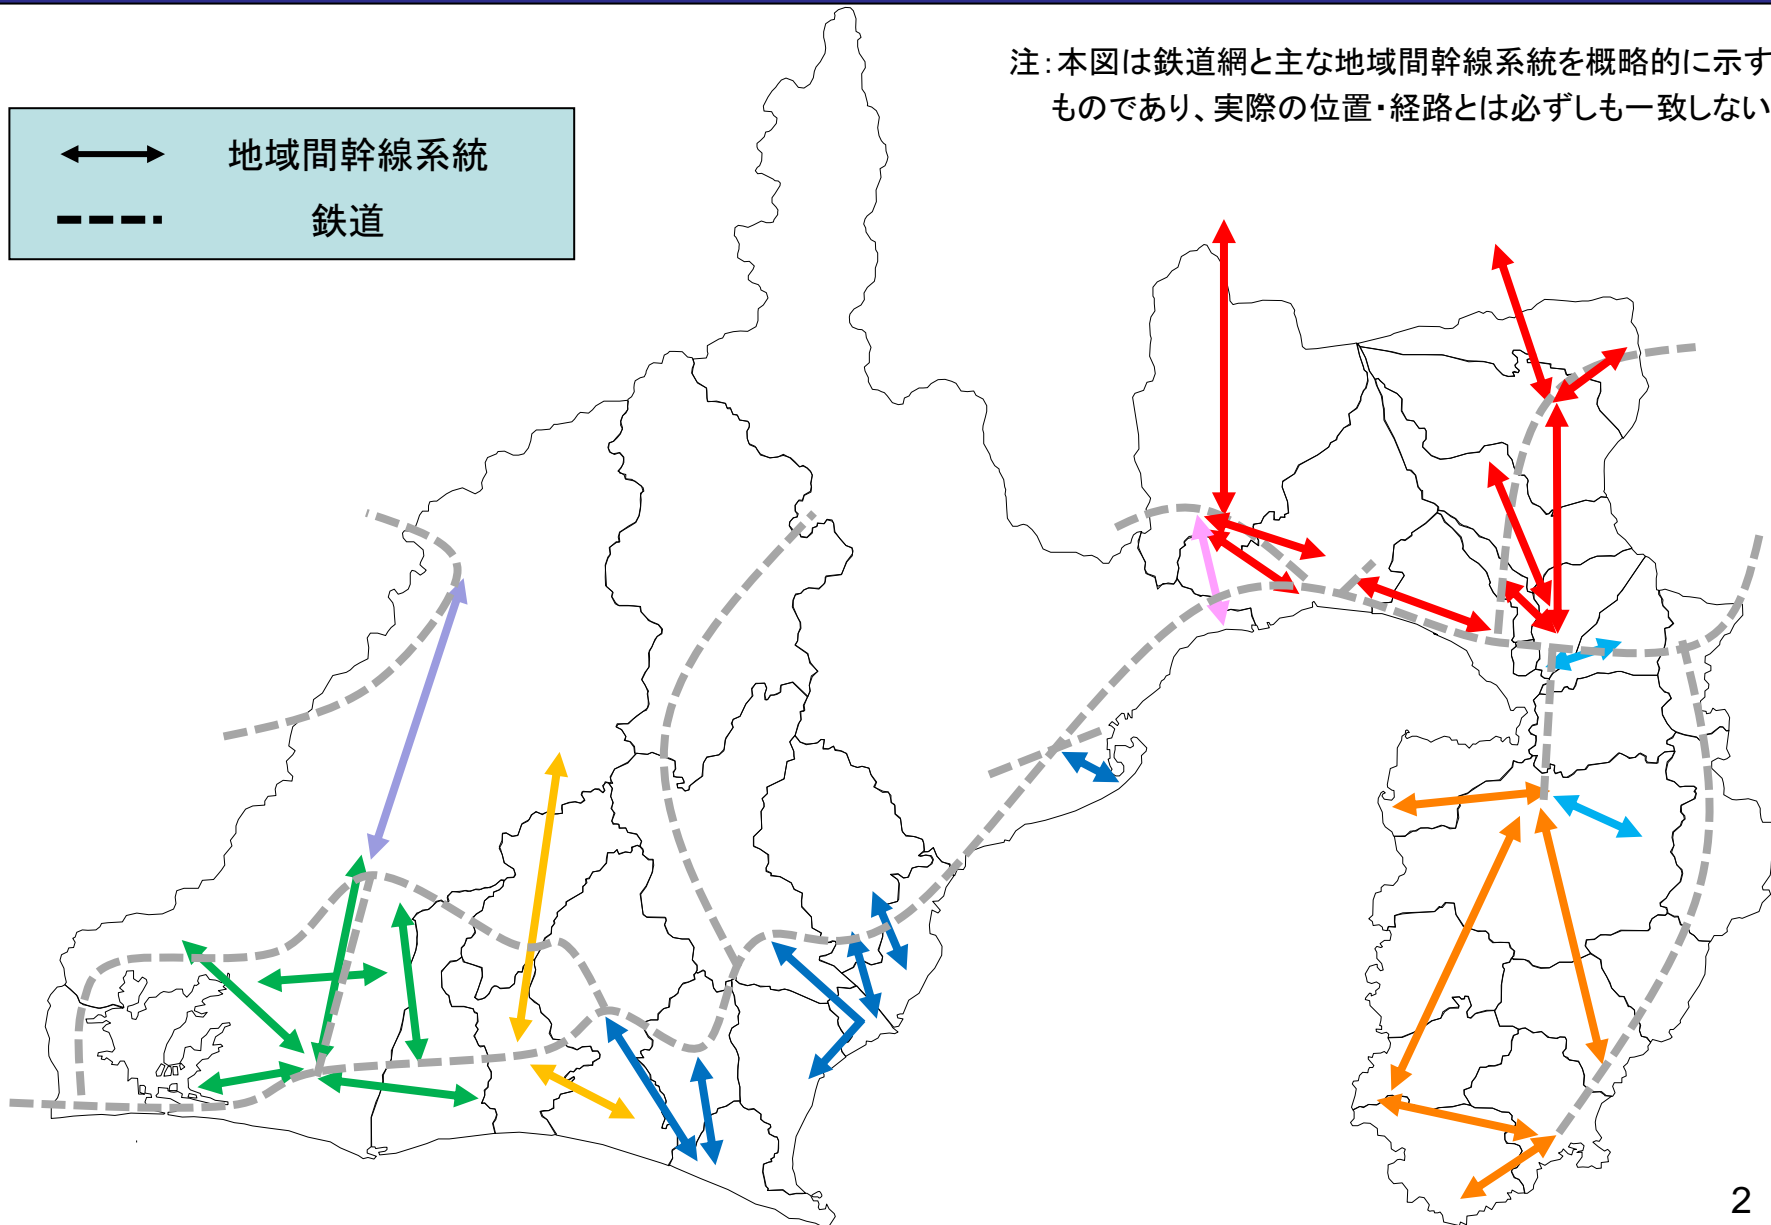 注：本図は鉄道網と主な地域間幹線系統を概略的に示す
ものであり、実際の位置・経路とは必ずしも一致しない
地域間幹線系統
鉄道
2